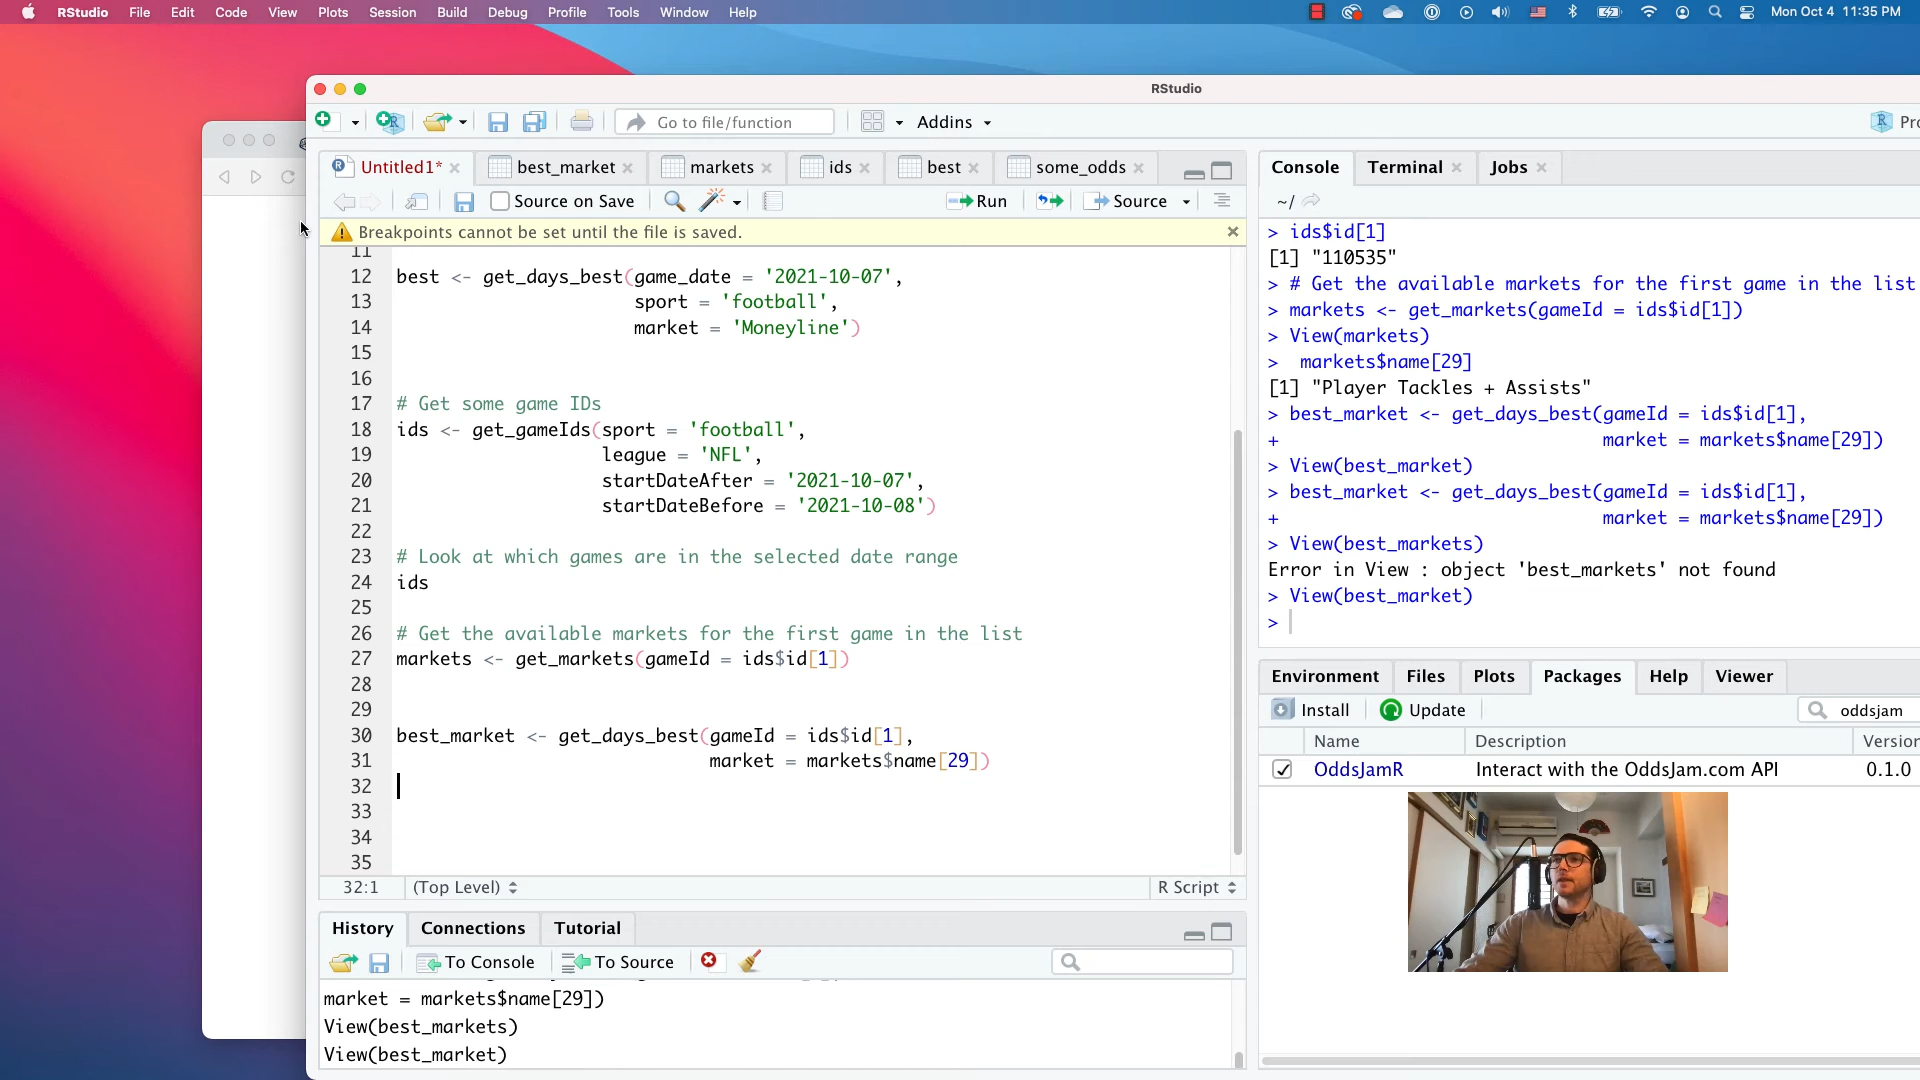 RStudio File Edit Code View Plots Session Build Debug Profile Tools Window Help Mon Oct 4 11:35 PM
RStudio
Go to file/function Addins
Untitled1* best_market markets ids best some_odds
Source on Save Run Source
Breakpoints cannot be set until the file is saved.
11
12 best <- get_days_best(game_date = '2021-10-07',
13 sport = 'football',
14 market = 'Moneyline')
15
16
17 # Get some game IDs
18 ids <- get_gameIds(sport = 'football',
19 league = 'NFL',
20 startDateAfter = '2021-10-07',
21 startDateBefore = '2021-10-08')
22
23 # Look at which games are in the selected date range
24 ids
25
26 # Get the available markets for the first game in the list
27 markets <- get_markets(gameId = ids$id[1])
28
29
30 best_market <- get_days_best(gameId = ids$id[1],
31 market = markets$name[29])
32
33
34
35
32:1 (Top Level) R Script
History Connections Tutorial
To Console To Source
market = markets$name[29])
View(best_markets)
View(best_market)
Console Terminal Jobs
~/
> ids$id[1]
[1] "110535"
> # Get the available markets for the first game in the list
> markets <- get_markets(gameId = ids$id[1])
> View(markets)
> markets$name[29]
[1] "Player Tackles + Assists"
> best_market <- get_days_best(gameId = ids$id[1],
+ market = markets$name[29])
> View(best_market)
> best_market <- get_days_best(gameId = ids$id[1],
+ market = markets$name[29])
> View(best_markets)
Error in View : object 'best_markets' not found
> View(best_market)
>
Environment Files Plots Packages Help Viewer
Install Update oddsjam
Name Description Version
OddsJamR Interact with the OddsJam.com API 0.1.0